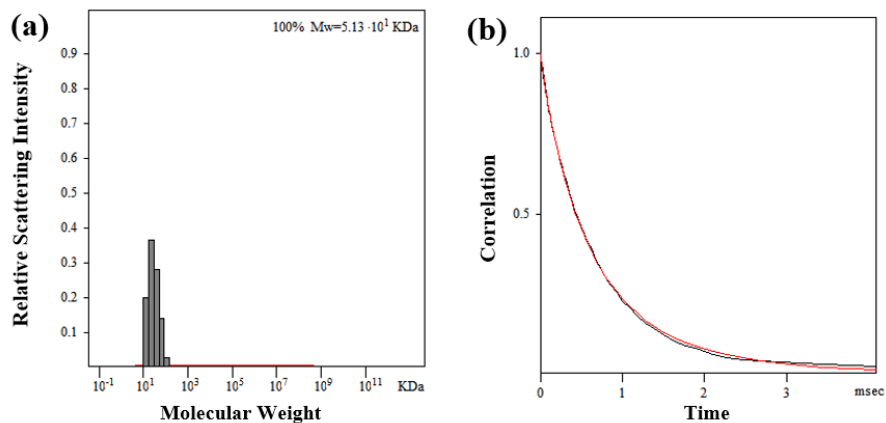 (a)
100% Mw=5.13 ·10¹ KDa
Relative Scattering Intensity
0.9
0.8
0.7
0.6
0.5
0.4
0.3
0.2
0.1
10⁻¹ 10¹ 10³ 10⁵ 10⁷ 10⁹ 10¹¹ KDa
Molecular Weight
(b)
Correlation
1.0
0.5
0 1 2 3 msec
Time